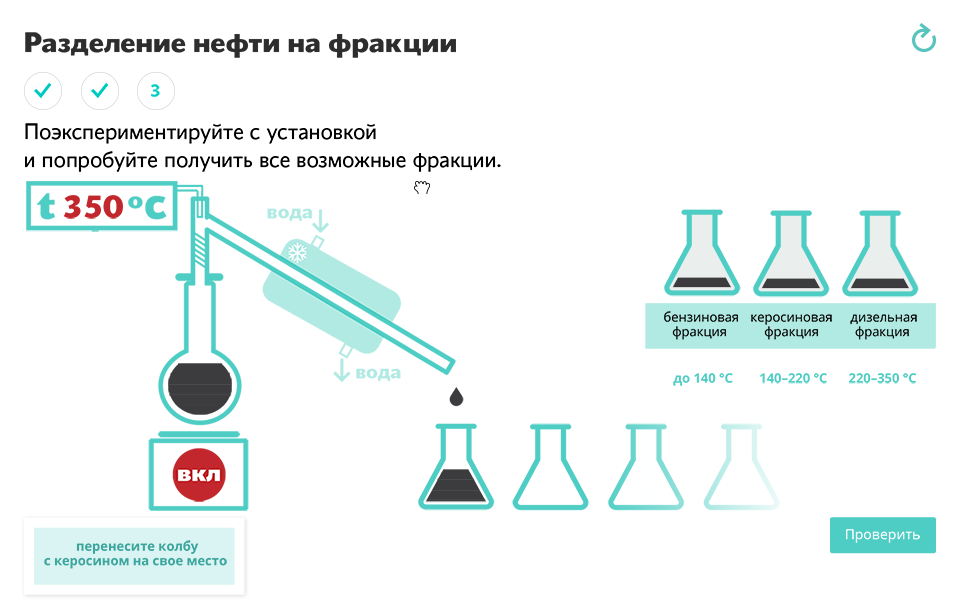 Разделение нефти на фракции
3
Поэкспериментируйте с установкой
и попробуйте получить все возможные фракции.
t 350 °C
вода
бензиновая фракция
керосиновая фракция
дизельная фракция
до 140 °C
140–220 °C
220–350 °C
вода
вкл
перенесите колбу
с керосином на свое место
Проверить